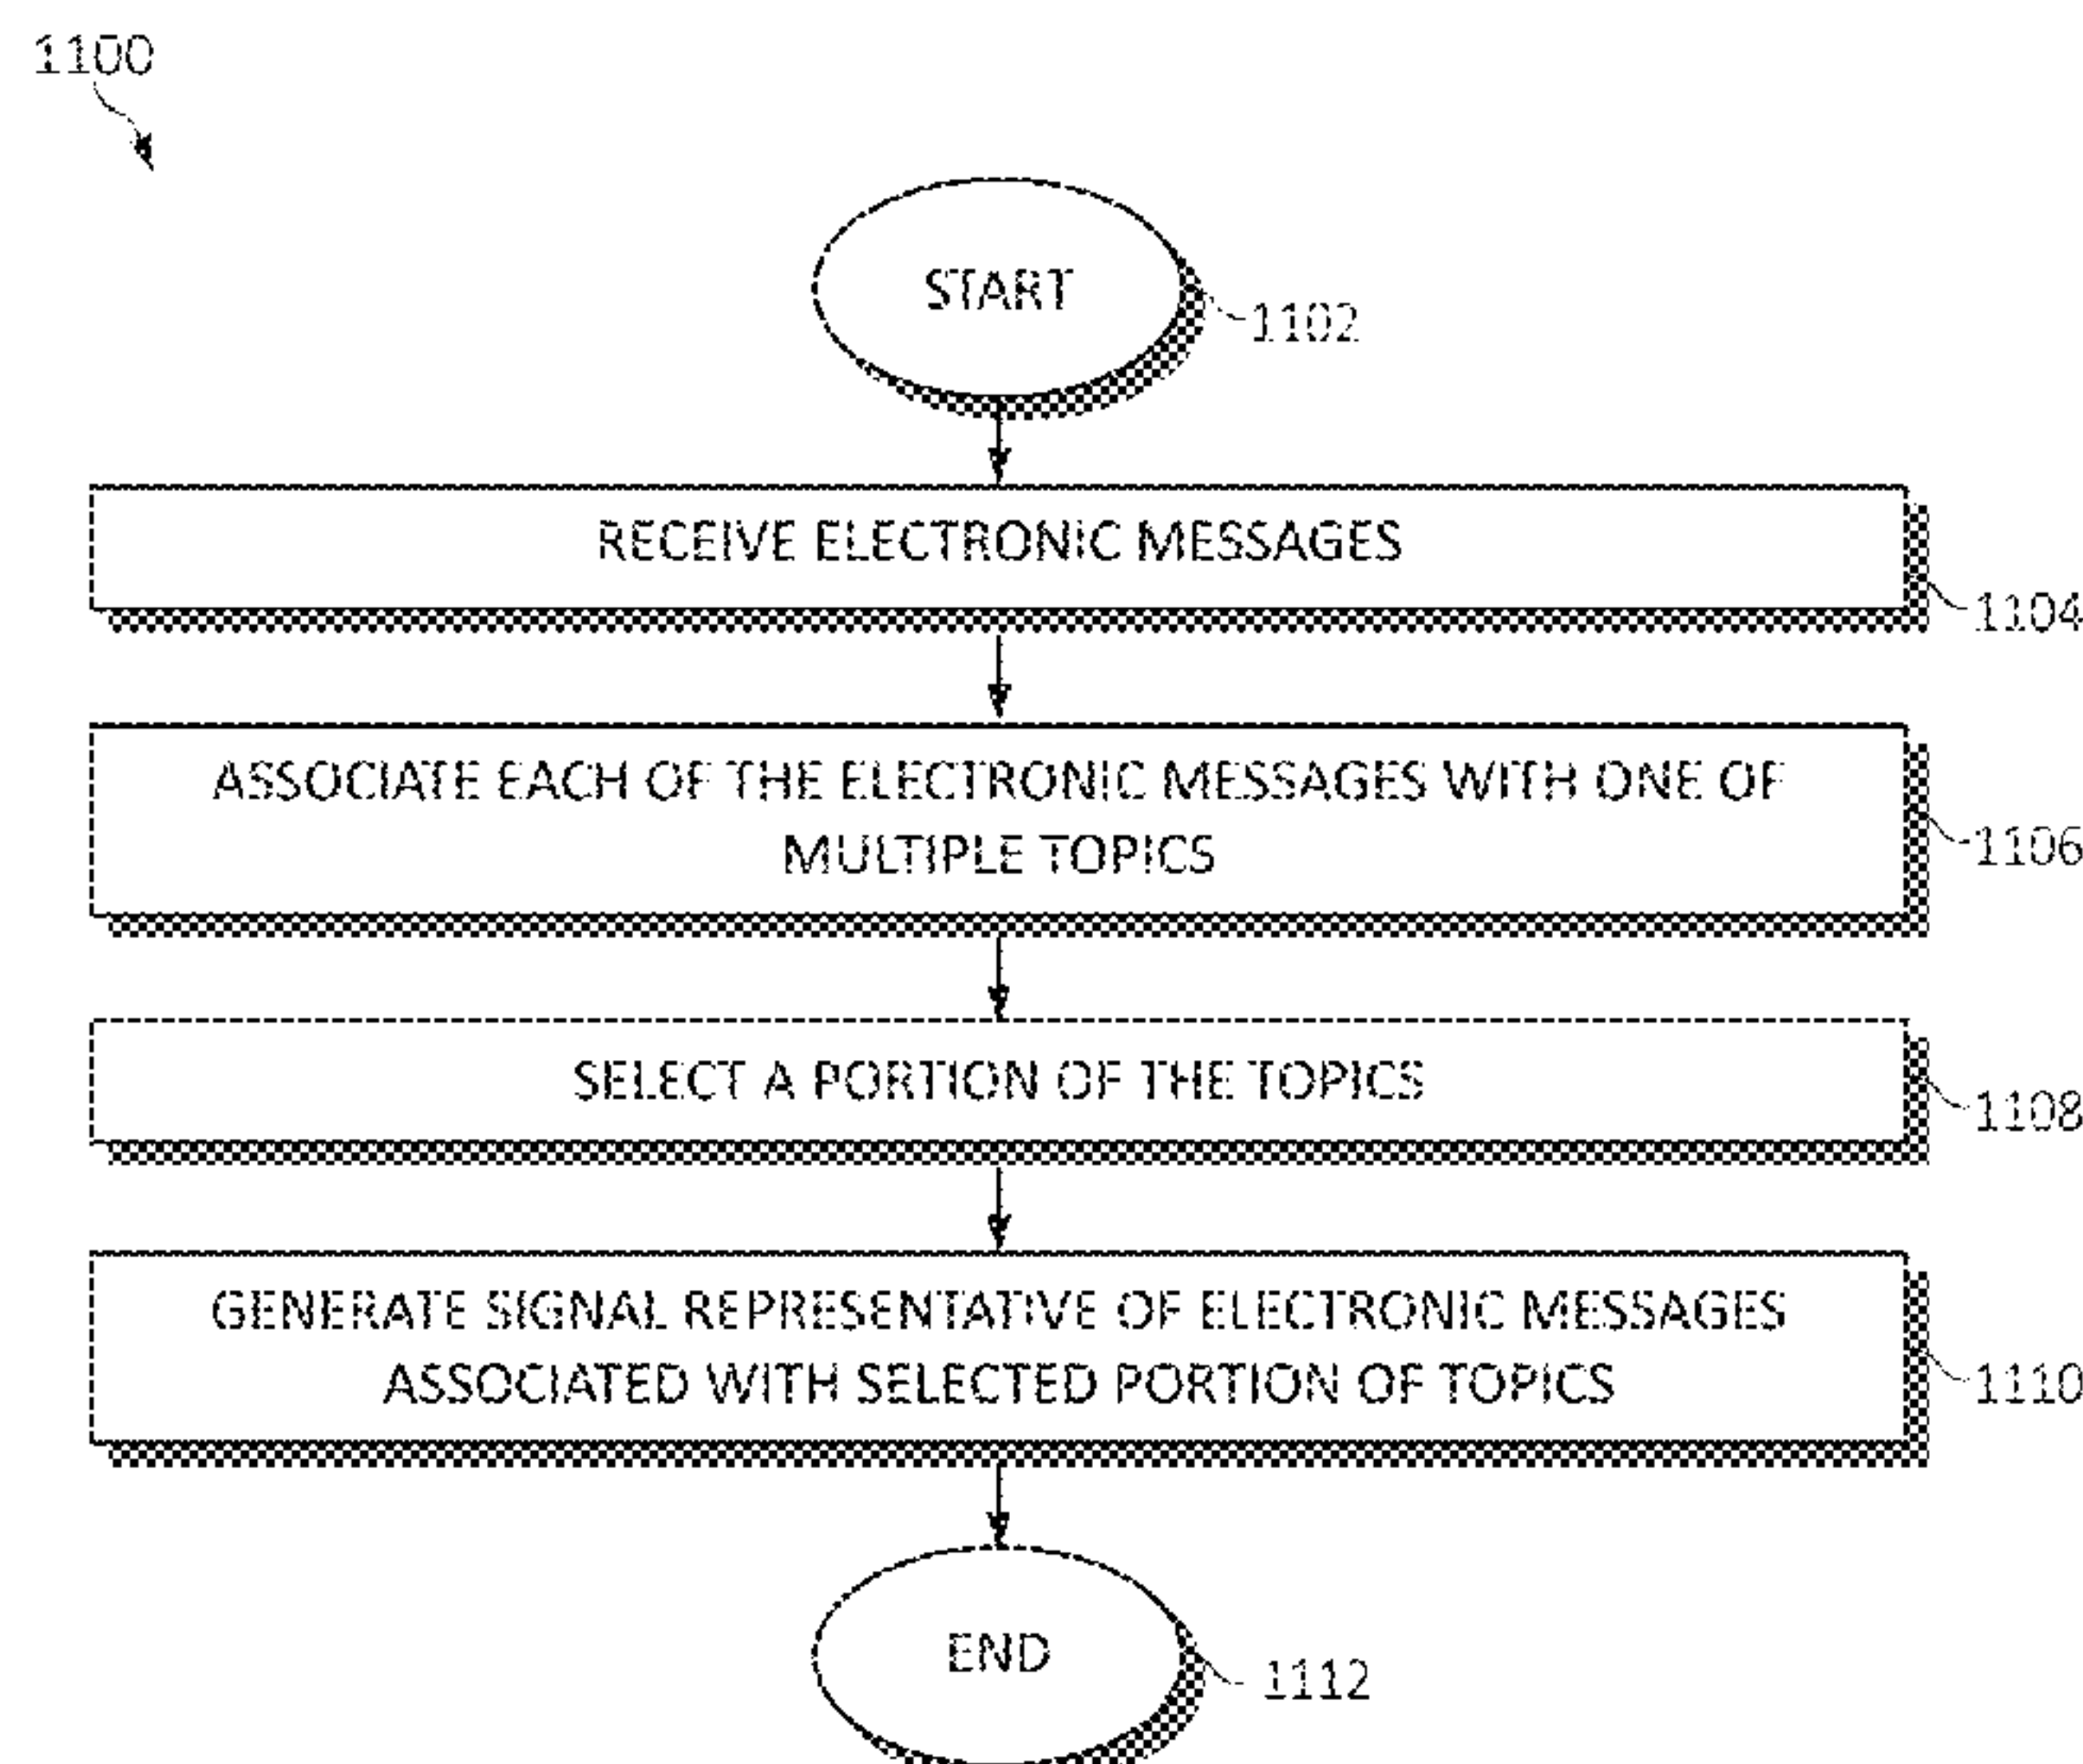 1100
START
1102
RECEIVE ELECTRONIC MESSAGES
1104
ASSOCIATE EACH OF THE ELECTRONIC MESSAGES WITH ONE OF
MULTIPLE TOPICS
1106
SELECT A PORTION OF THE TOPICS
1108
GENERATE SIGNAL REPRESENTATIVE OF ELECTRONIC MESSAGES
ASSOCIATED WITH SELECTED PORTION OF TOPICS
1110
END
1112